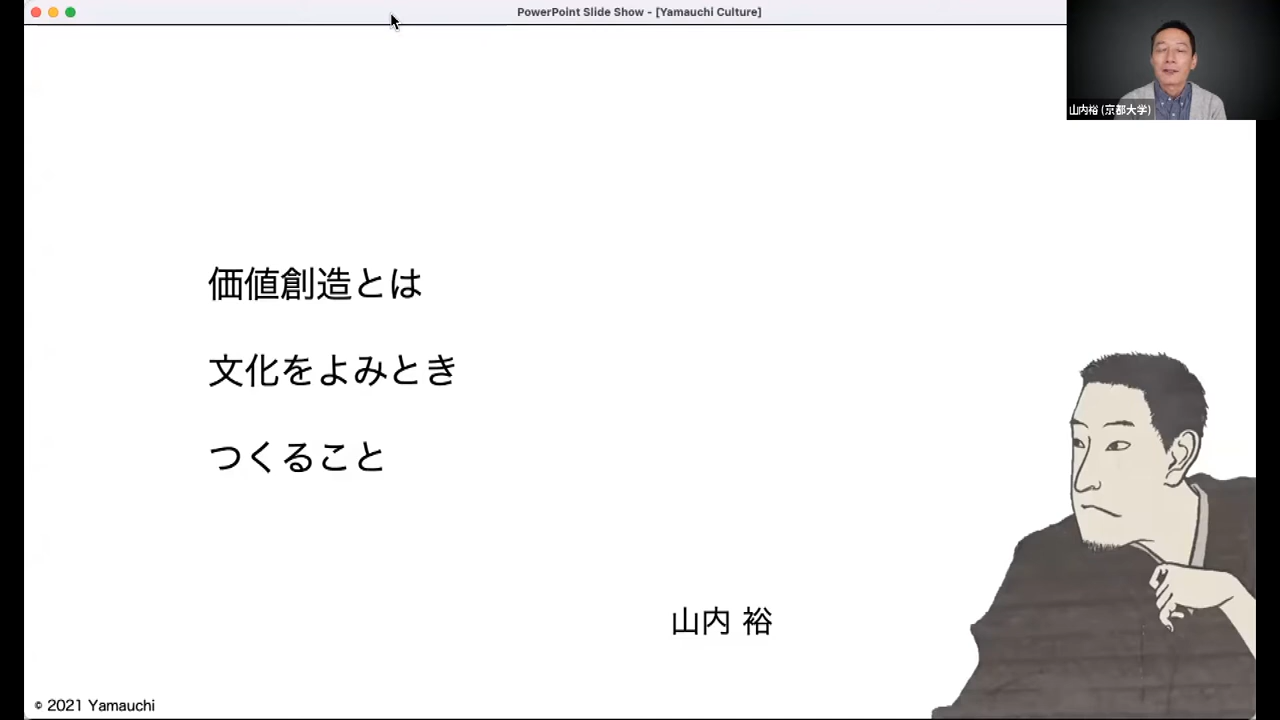 PowerPoint Slide Show - [Yamauchi Culture]
山内裕 (京都大学)
価値創造とは
文化をよみとき
つくること
山内 裕
© 2021 Yamauchi